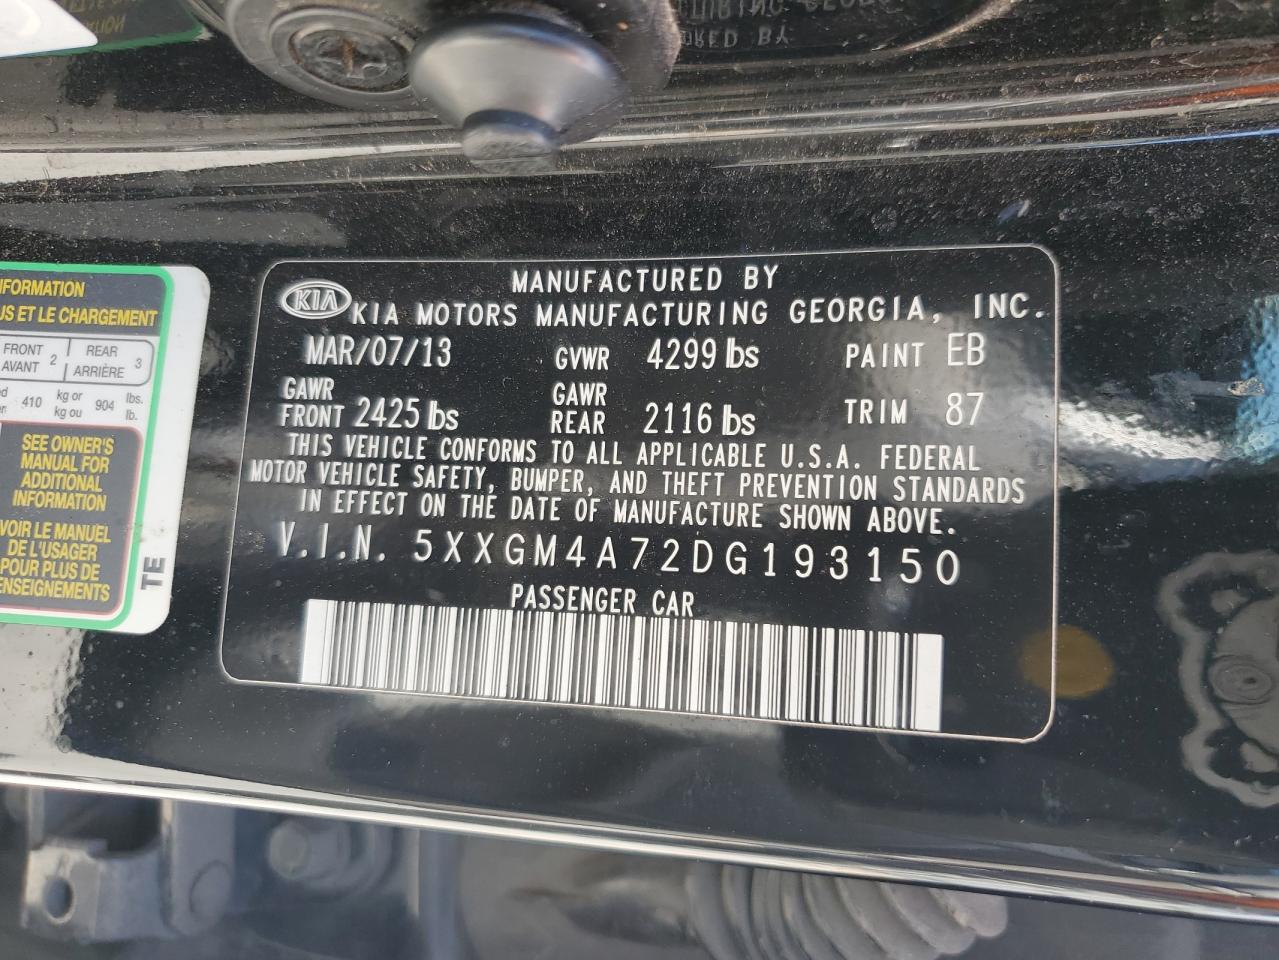 NFORMATION
US ET LE CHARGEMENT
FRONT 2 REAR 3
AVANT ARRIÈRE
410 kg or 904 lbs.
kg ou lb.
SEE OWNER'S
MANUAL FOR
ADDITIONAL
INFORMATION
VOIR LE MANUEL
DE L'USAGER
POUR PLUS DE
ENSEIGNEMENTS
TE
MANUFACTURED BY
KIA KIA MOTORS MANUFACTURING GEORGIA, INC.
MAR/07/13 GVWR 4299 lbs PAINT EB
GAWR FRONT 2425 lbs GAWR REAR 2116 lbs TRIM 87
THIS VEHICLE CONFORMS TO ALL APPLICABLE U.S.A. FEDERAL
MOTOR VEHICLE SAFETY, BUMPER, AND THEFT PREVENTION STANDARDS
IN EFFECT ON THE DATE OF MANUFACTURE SHOWN ABOVE.
V.I.N. 5XXGM4A72DG193150
PASSENGER CAR